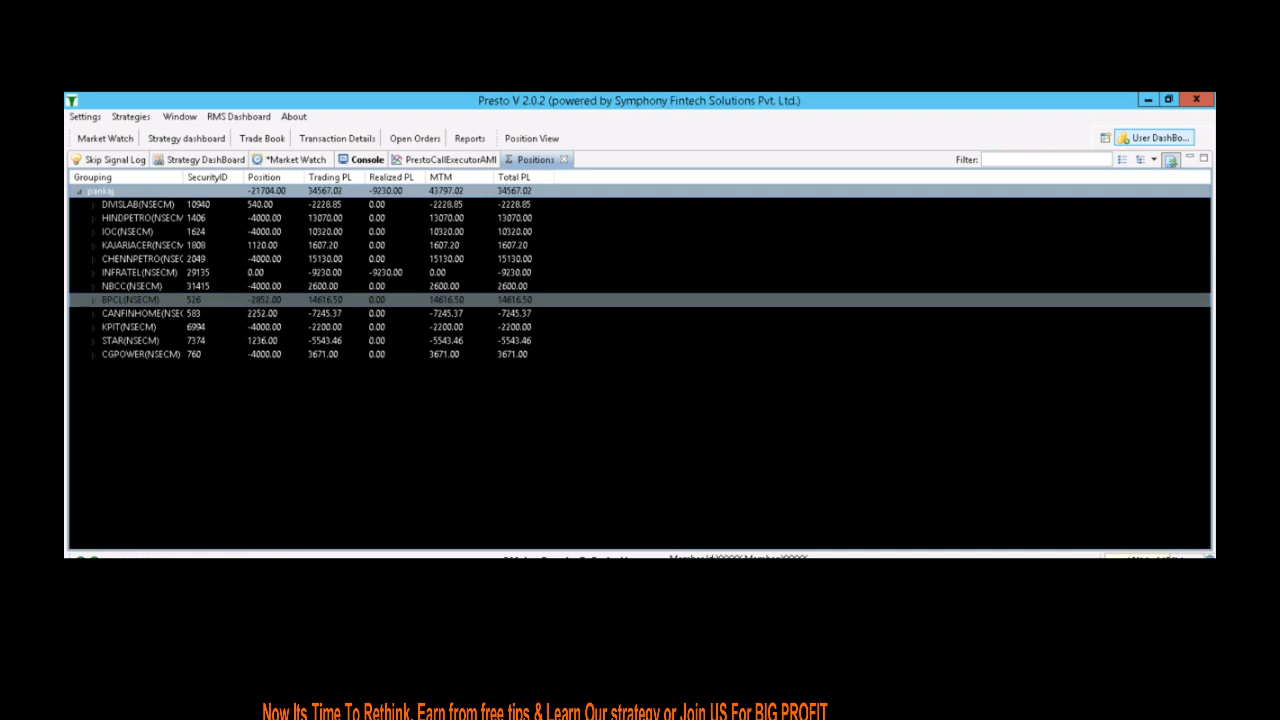 Presto V 2.0.2 (powered by Symphony Fintech Solutions Pvt. Ltd.)
Settings Strategies Window RMS Dashboard About
Market Watch Strategy dashboard Trade Book Transaction Details Open Orders Reports Position View User DashBo...
Skip Signal Log Strategy DashBoard *Market Watch Console PrestoCallExecutorAMI Positions Filter:
Grouping SecurityID Position Trading PL Realized PL MTM Total PL
pankaj -21704.00 34567.02 -9230.00 43797.02 34567.02
DIVISLAB(NSECM) 10940 540.00 -2228.85 0.00 -2228.85 -2228.85
HINDPETRO(NSECM 1406 -4000.00 13070.00 0.00 13070.00 13070.00
IOC(NSECM) 1624 -4000.00 10320.00 0.00 10320.00 10320.00
KAJARIACER(NSECM 1808 1120.00 1607.20 0.00 1607.20 1607.20
CHENNPETRO(NSEC 2049 -4000.00 15130.00 0.00 15130.00 15130.00
INFRATEL(NSECM) 29135 0.00 -9230.00 -9230.00 0.00 -9230.00
NBCC(NSECM) 31415 -4000.00 2600.00 0.00 2600.00 2600.00
BPCL(NSECM) 526 -2852.00 14616.50 0.00 14616.50 14616.50
CANFINHOME(NSE( 583 2252.00 -7245.37 0.00 -7245.37 -7245.37
KPIT(NSECM) 6994 -4000.00 -2200.00 0.00 -2200.00 -2200.00
STAR(NSECM) 7374 1236.00 -5543.46 0.00 -5543.46 -5543.46
CGPOWER(NSECM) 760 -4000.00 3671.00 0.00 3671.00 3671.00
Now Its Time To Rethink. Earn from free tips & Learn Our strategy or Join US For BIG PROFIT